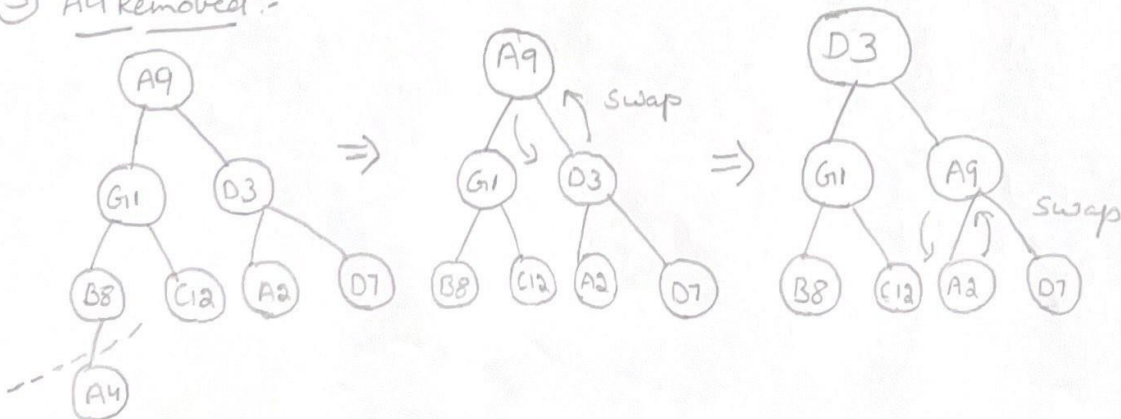 ③ A4 Removed :-
A9 A9 swap D3
⇒ ⇒
G1 D3 G1 D3 G1 A9 swap
B8 C12 A2 D7 B8 C12 A2 D7 B8 C12 A2 D7
A4